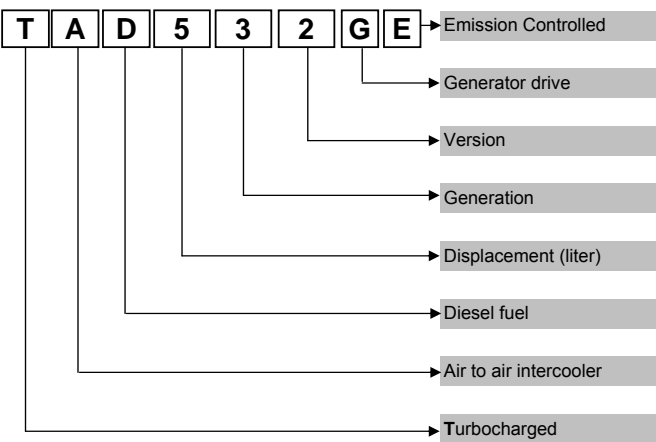 T A D 5 3 2 G E
Emission Controlled
Generator drive
Version
Generation
Displacement (liter)
Diesel fuel
Air to air intercooler
Turbocharged